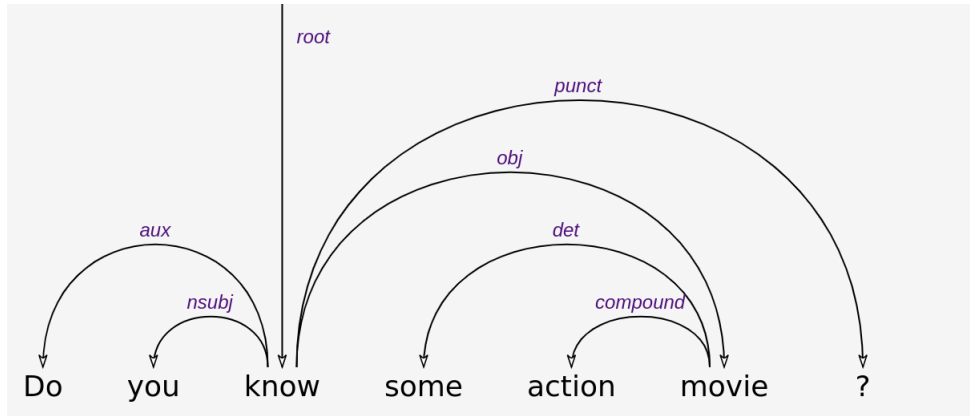 root
punct
obj
aux det
nsubj compound
Do you know some action movie ?